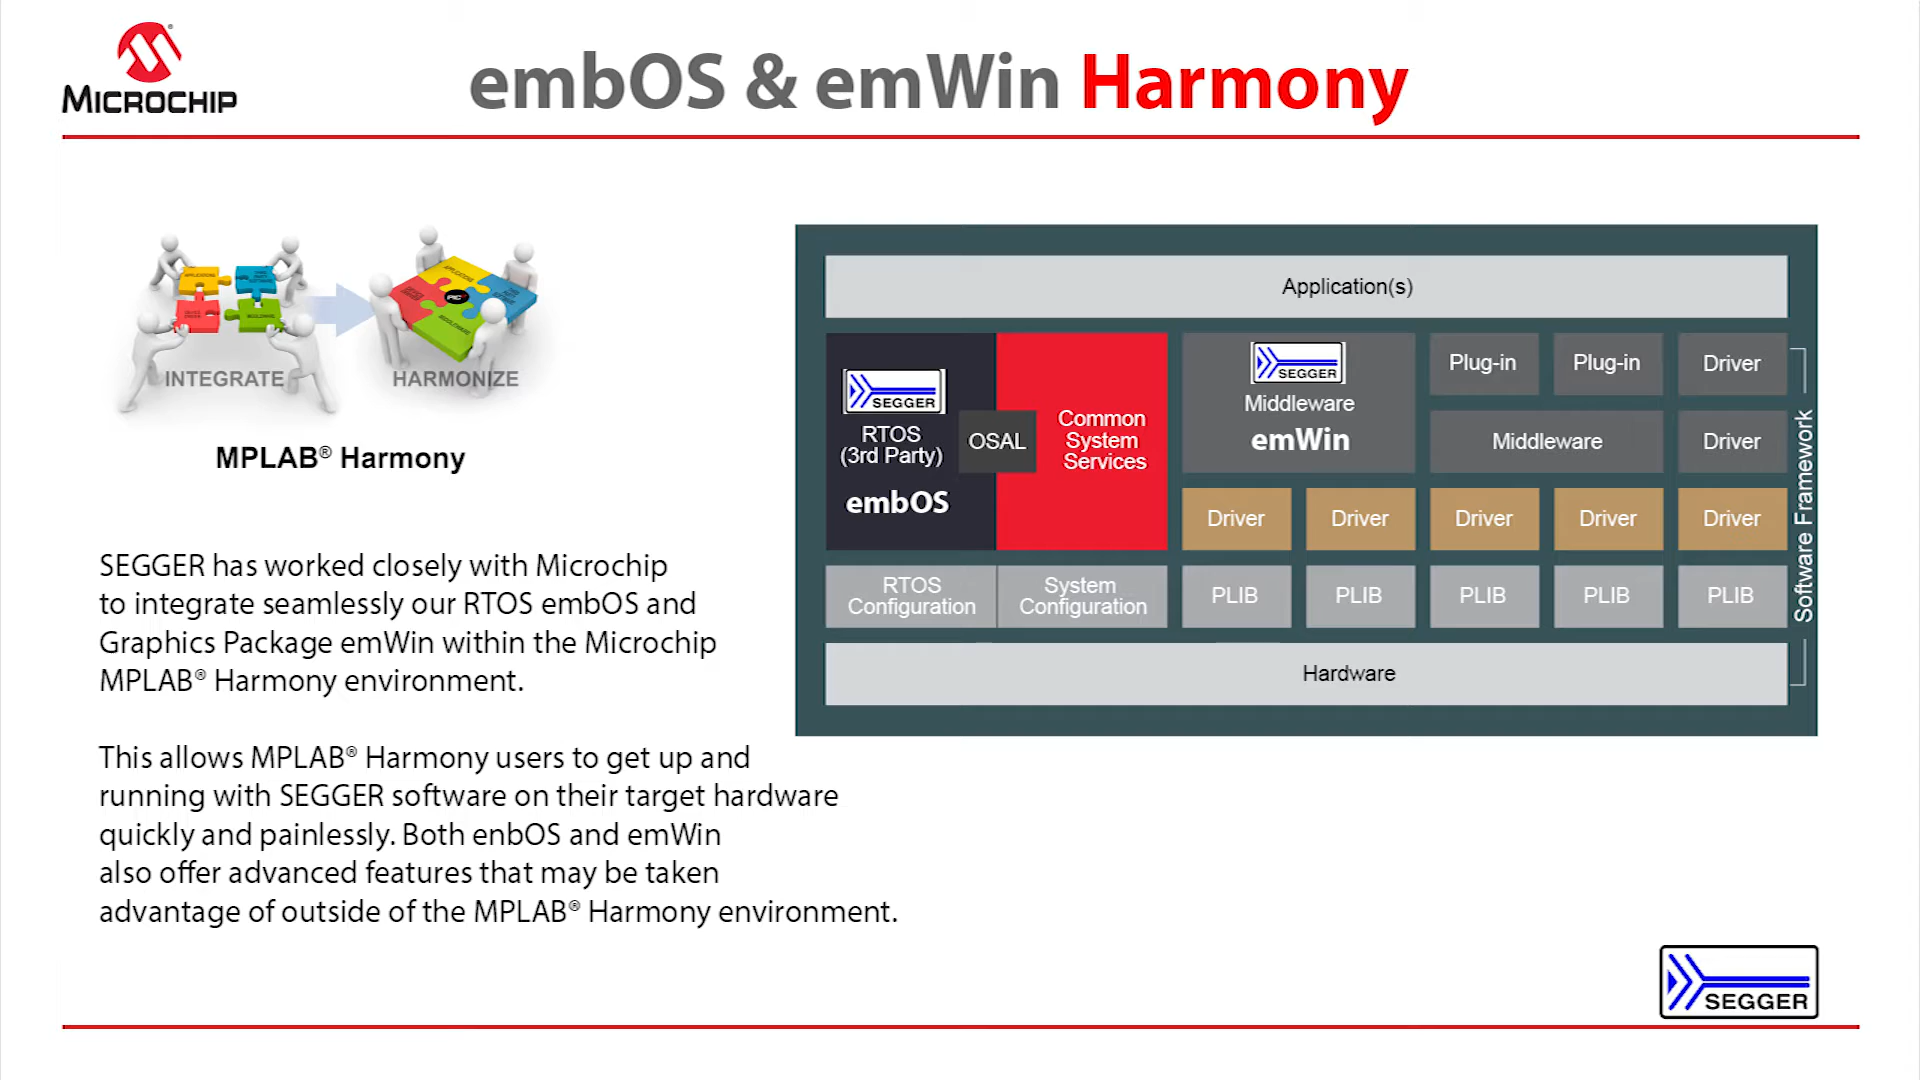 MICROCHIP
embOS & emWin Harmony
APPLICATIONS
MIDDLEWARE
APPLICATIONS
MIDDLEWARE
INTEGRATE
HARMONIZE
MPLAB® Harmony
SEGGER has worked closely with Microchip
to integrate seamlessly our RTOS embOS and
Graphics Package emWin within the Microchip
MPLAB® Harmony environment.
This allows MPLAB® Harmony users to get up and
running with SEGGER software on their target hardware
quickly and painlessly. Both enbOS and emWin
also offer advanced features that may be taken
advantage of outside of the MPLAB® Harmony environment.
Application(s)
SEGGER
RTOS
(3rd Party)
embOS
OSAL
Common
System
Services
SEGGER
Middleware
emWin
Plug-in
Plug-in
Driver
Middleware
Driver
Driver
Driver
Driver
Driver
Driver
RTOS
Configuration
System
Configuration
PLIB
PLIB
PLIB
PLIB
PLIB
Hardware
Software Framework
SEGGER